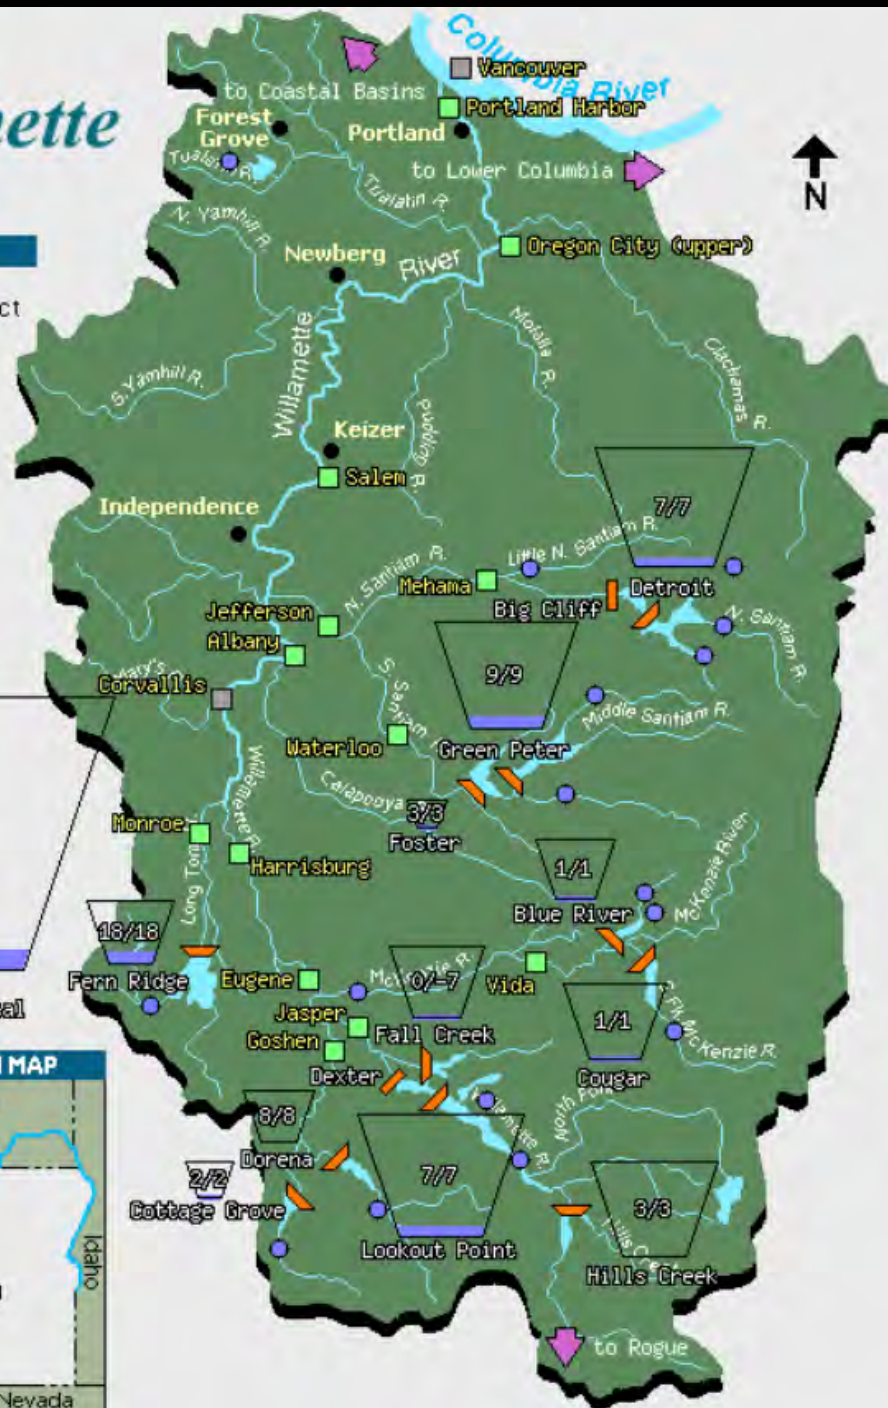 Columbia River
Vancouver
to Coastal Basins
Portland Harbor
ette
Forest
Grove
Portland
Tualatin R.
to Lower Columbia
Tualatin R.
N
N. Yamhill R.
Oregon City (upper)
Newberg
River
ct
Willamette
Molalla R.
Clackamas R.
S. Yamhill R.
Pudding R.
Keizer
Salem
Independence
7/7
Little N. Santiam R.
N. Santiam R.
Mehama
Detroit
Big Cliff
Jefferson
N. Santiam R.
Albany
9/9
Mary's
Corvallis
S. Santiam
Middle Santiam R.
Waterloo
Green Peter
Willamette R.
Calapooya
3/3
Foster
Monroe
Harrisburg
Long Tom
1/1
McKenzie River
Blue River
18/18
Fern Ridge
Eugene
McKenzie R.
0/-7
Vida
al
Jasper
Goshen
Fall Creek
1/1
S. Fk McKenzie R.
MAP
Dexter
Cougar
8/8
Willamette R.
North Fork
Dorena
2/2
7/7
3/3
Cottage Grove
Lookout Point
Hills Creek
Hills Creek
Idaho
to Rogue
Nevada